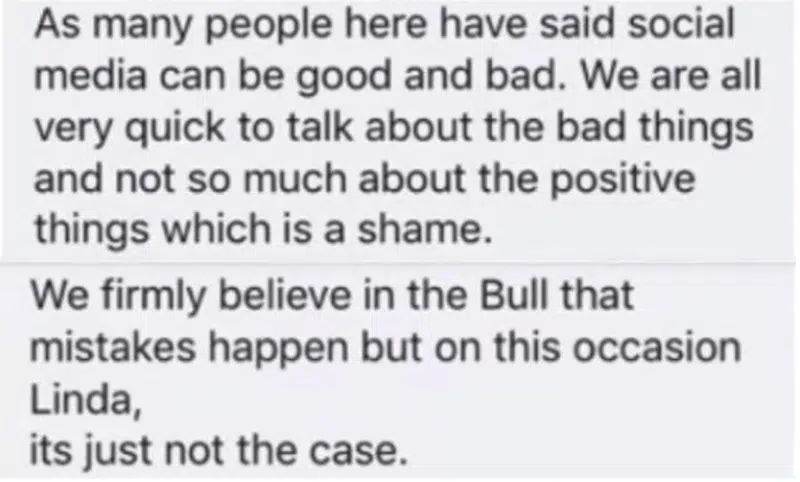 As many people here have said social
media can be good and bad. We are all
very quick to talk about the bad things
and not so much about the positive
things which is a shame.
We firmly believe in the Bull that
mistakes happen but on this occasion
Linda,
its just not the case.